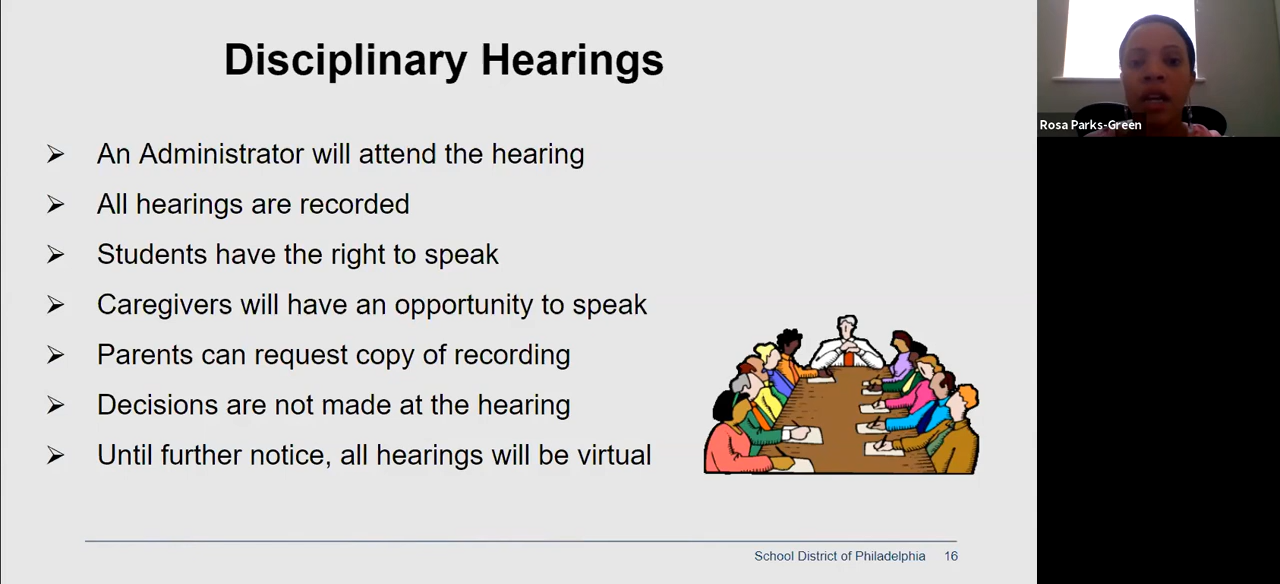 Disciplinary Hearings
➢ An Administrator will attend the hearing
➢ All hearings are recorded
➢ Students have the right to speak
➢ Caregivers will have an opportunity to speak
➢ Parents can request copy of recording
➢ Decisions are not made at the hearing
➢ Until further notice, all hearings will be virtual
School District of Philadelphia 16
Rosa Parks-Green